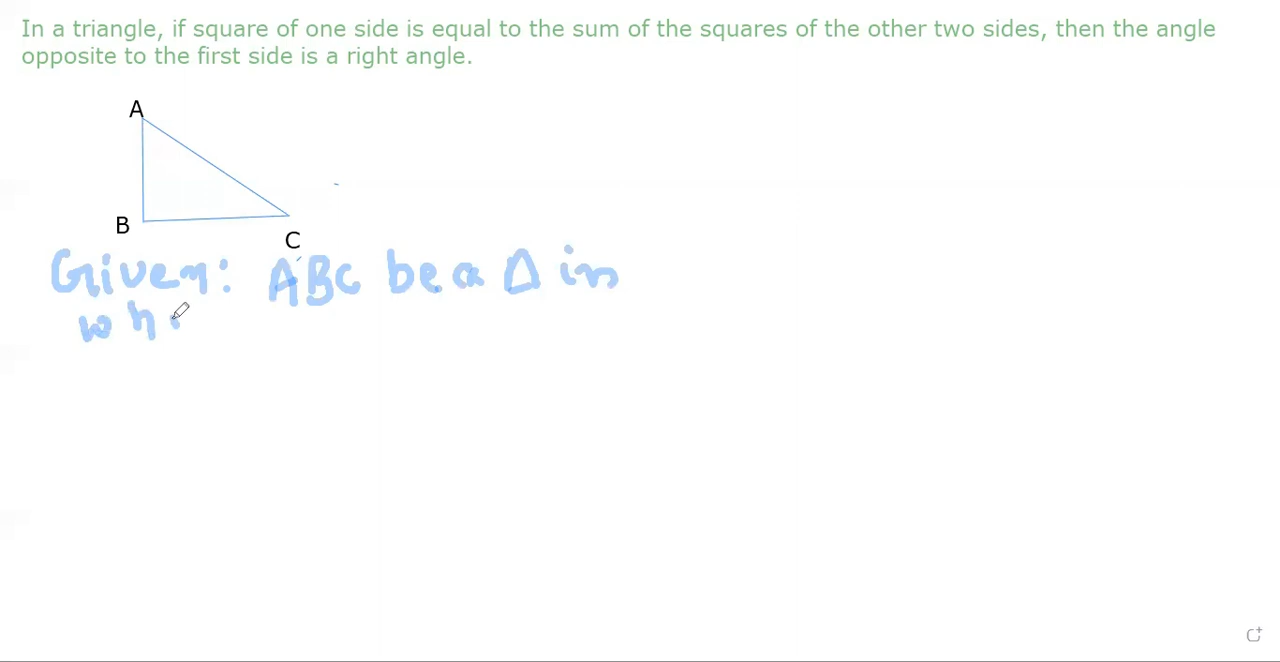 In a triangle, if square of one side is equal to the sum of the squares of the other two sides, then the angle
opposite to the first side is a right angle.
A
B
C
Given: ABC be a Δ in
whi